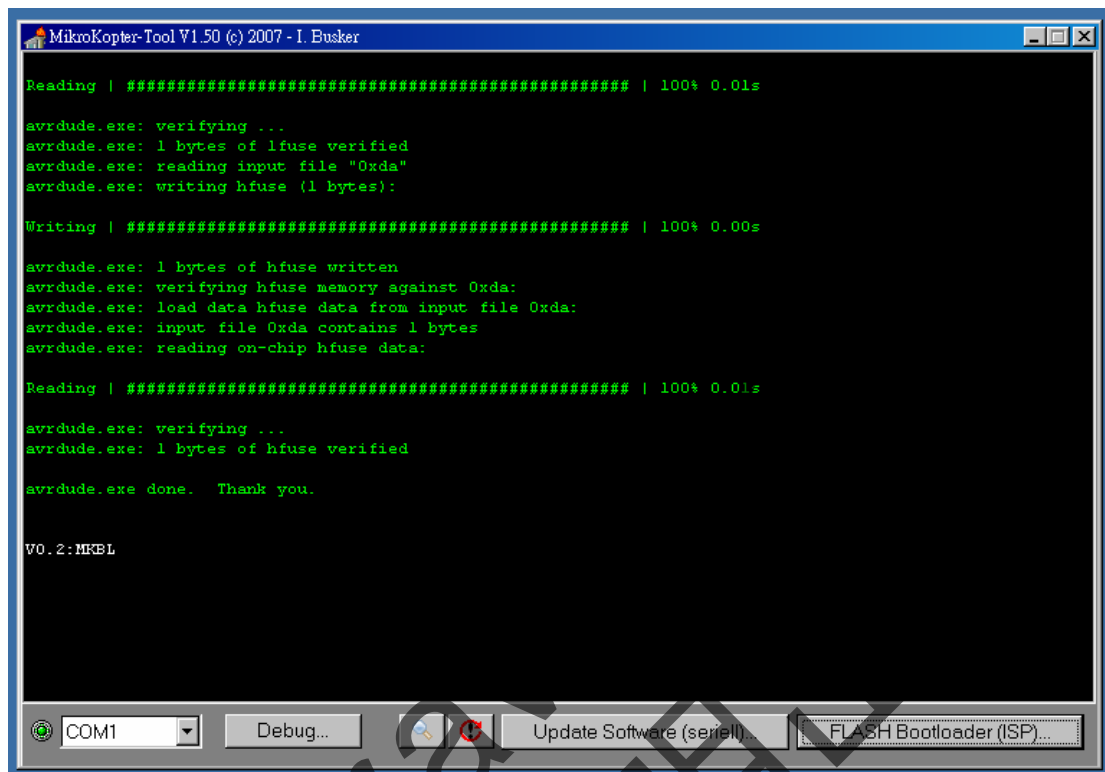 MikroKopter-Tool V1.50 (c) 2007 - I. Busker
Reading | ################################################## | 100% 0.01s
avrdude.exe: verifying ...
avrdude.exe: 1 bytes of lfuse verified
avrdude.exe: reading input file "0xda"
avrdude.exe: writing hfuse (1 bytes):
Writing | ################################################## | 100% 0.00s
avrdude.exe: 1 bytes of hfuse written
avrdude.exe: verifying hfuse memory against 0xda:
avrdude.exe: load data hfuse data from input file 0xda:
avrdude.exe: input file 0xda contains 1 bytes
avrdude.exe: reading on-chip hfuse data:
Reading | ################################################## | 100% 0.01s
avrdude.exe: verifying ...
avrdude.exe: 1 bytes of hfuse verified
avrdude.exe done.  Thank you.
V0.2:MKBL
COM1 Debug... Update Software (seriell)... FLASH Bootloader (ISP)...